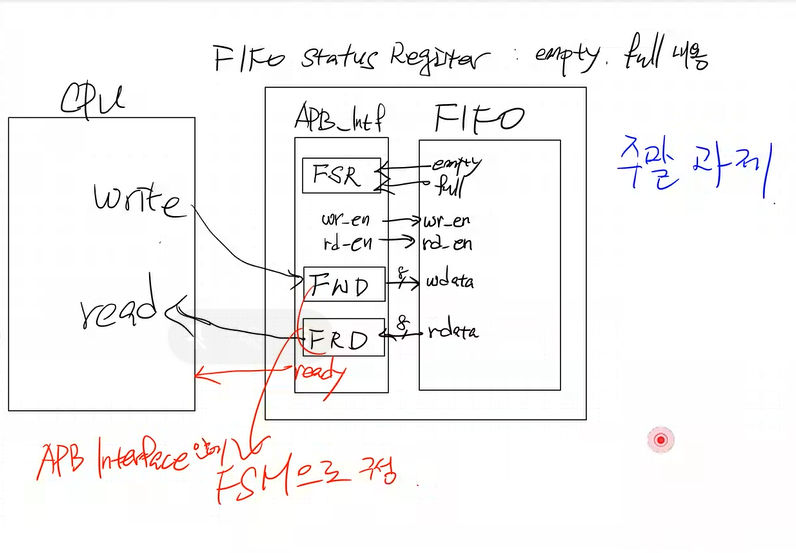 FIFO Status Register : empty. full 내용
CPU
APB_Intf
FIFO
주말 과제
FSR
empty
full
write
wr_en
wr_en
rd_en
rd_en
FWD
8
wdata
read
FRD
8
rdata
ready
APB Interface 안에
FSM으로 구성